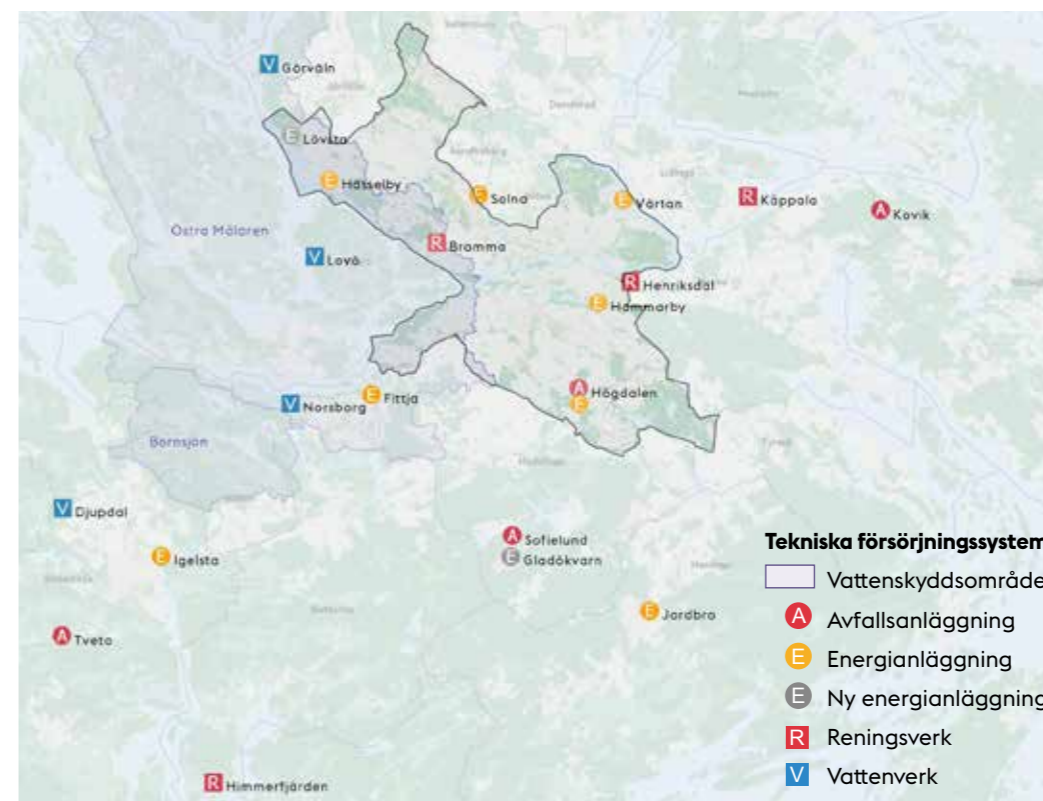 V Görväln
E Lövsta
E Hässelby
E Solna
E Värtan
R Käppala
A Kovik
Östra Mälaren
V Lovö
R Bromma
R Henriksdal
E Hammarby
A Högdalen
E
V Norsborg
E Fittja
Bornsjön
V Djupdal
E Igelsta
A Sofielund
E Gladökvarn
E Jordbro
A Tveta
R Himmerfjärden
Tekniska försörjningssystem
Vattenskyddsområde
A Avfallsanläggning
E Energianläggning
E Ny energianläggning
R Reningsverk
V Vattenverk